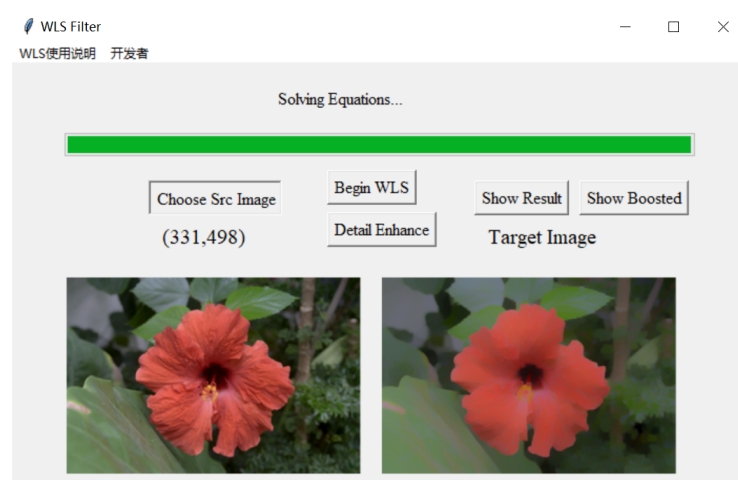 WLS Filter
WLS使用说明 开发者
Solving Equations...
Choose Src Image
Begin WLS
Show Result
Show Boosted
Detail Enhance
(331,498)
Target Image